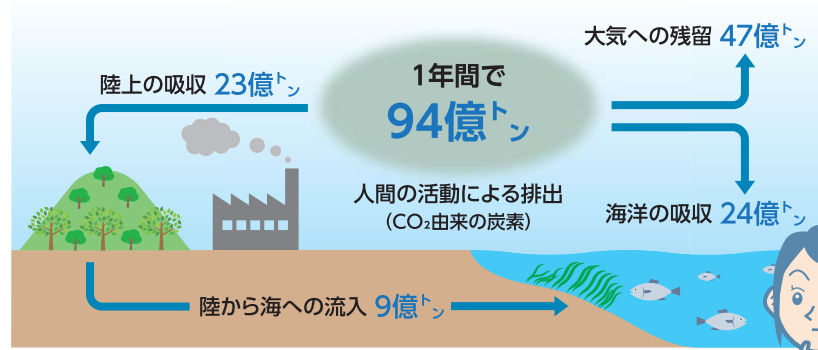 大気への残留 47億トン
陸上の吸収 23億トン
1年間で
94億トン
人間の活動による排出
（CO₂由来の炭素）
海洋の吸収 24億トン
陸から海への流入 9億トン